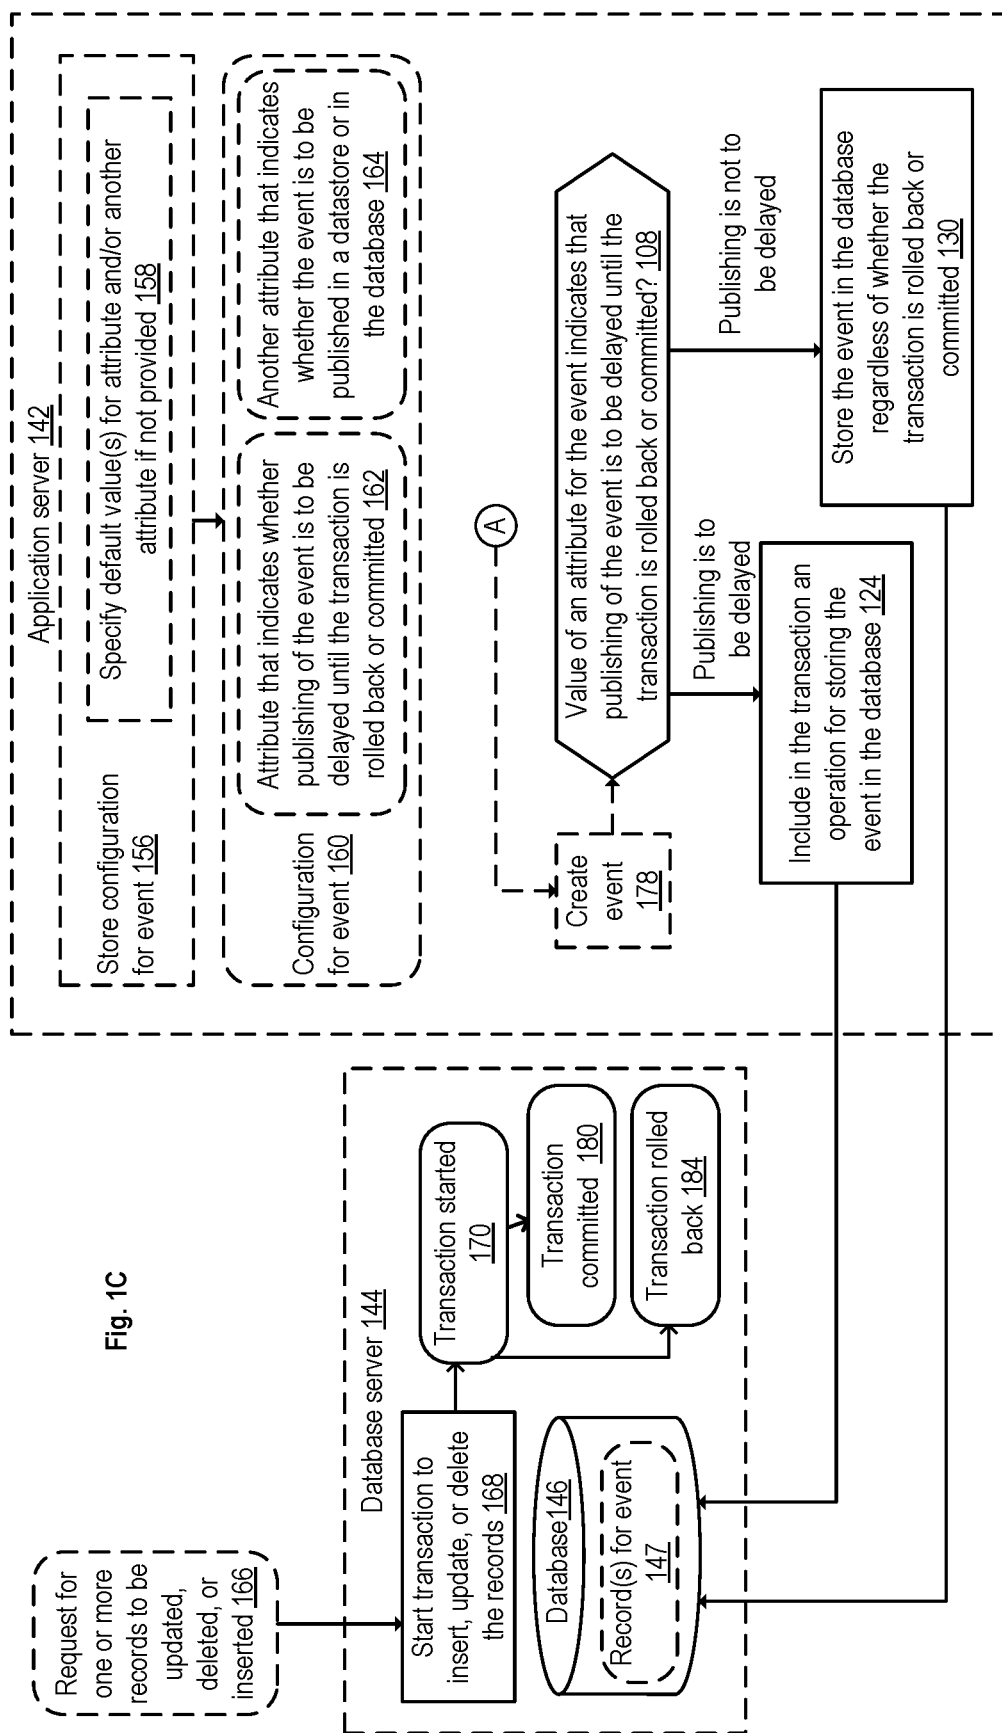 Fig. 1C
Request for
one or more
records to be
updated,
deleted, or
inserted 166
Database server 144
Start transaction to
insert, update, or delete
the records 168
Transaction started
170
Transaction
committed 180
Transaction rolled
back 184
Database146
Record(s) for event
147
Application server 142
Store configuration
for event 156
Specify default value(s) for attribute and/or another
attribute if not provided 158
Configuration
for event 160
Attribute that indicates whether
publishing of the event is to be
delayed until the transaction is
rolled back or committed 162
Another attribute that indicates
whether the event is to be
published in a datastore or in
the database 164
A
Create
event
178
Value of an attribute for the event indicates that
publishing of the event is to be delayed until the
transaction is rolled back or committed? 108
Publishing is to
be delayed
Publishing is not to
be delayed
Include in the transaction an
operation for storing the
event in the database 124
Store the event in the database
regardless of whether the
transaction is rolled back or
committed 130